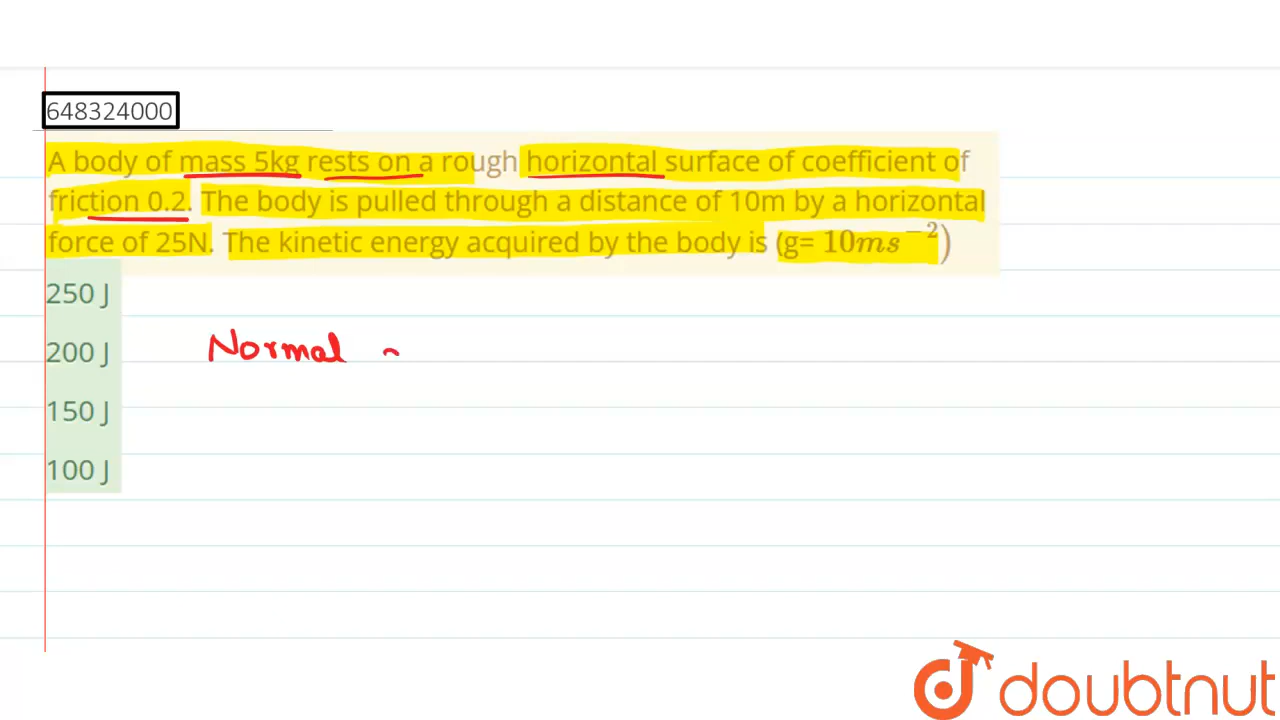 648324000
A body of mass 5kg rests on a rough horizontal surface of coefficient of
friction 0.2. The body is pulled through a distance of 10m by a horizontal
force of 25N. The kinetic energy acquired by the body is (g= 10ms⁻²)
250 J
200 J
Normal
150 J
100 J
doubtnut